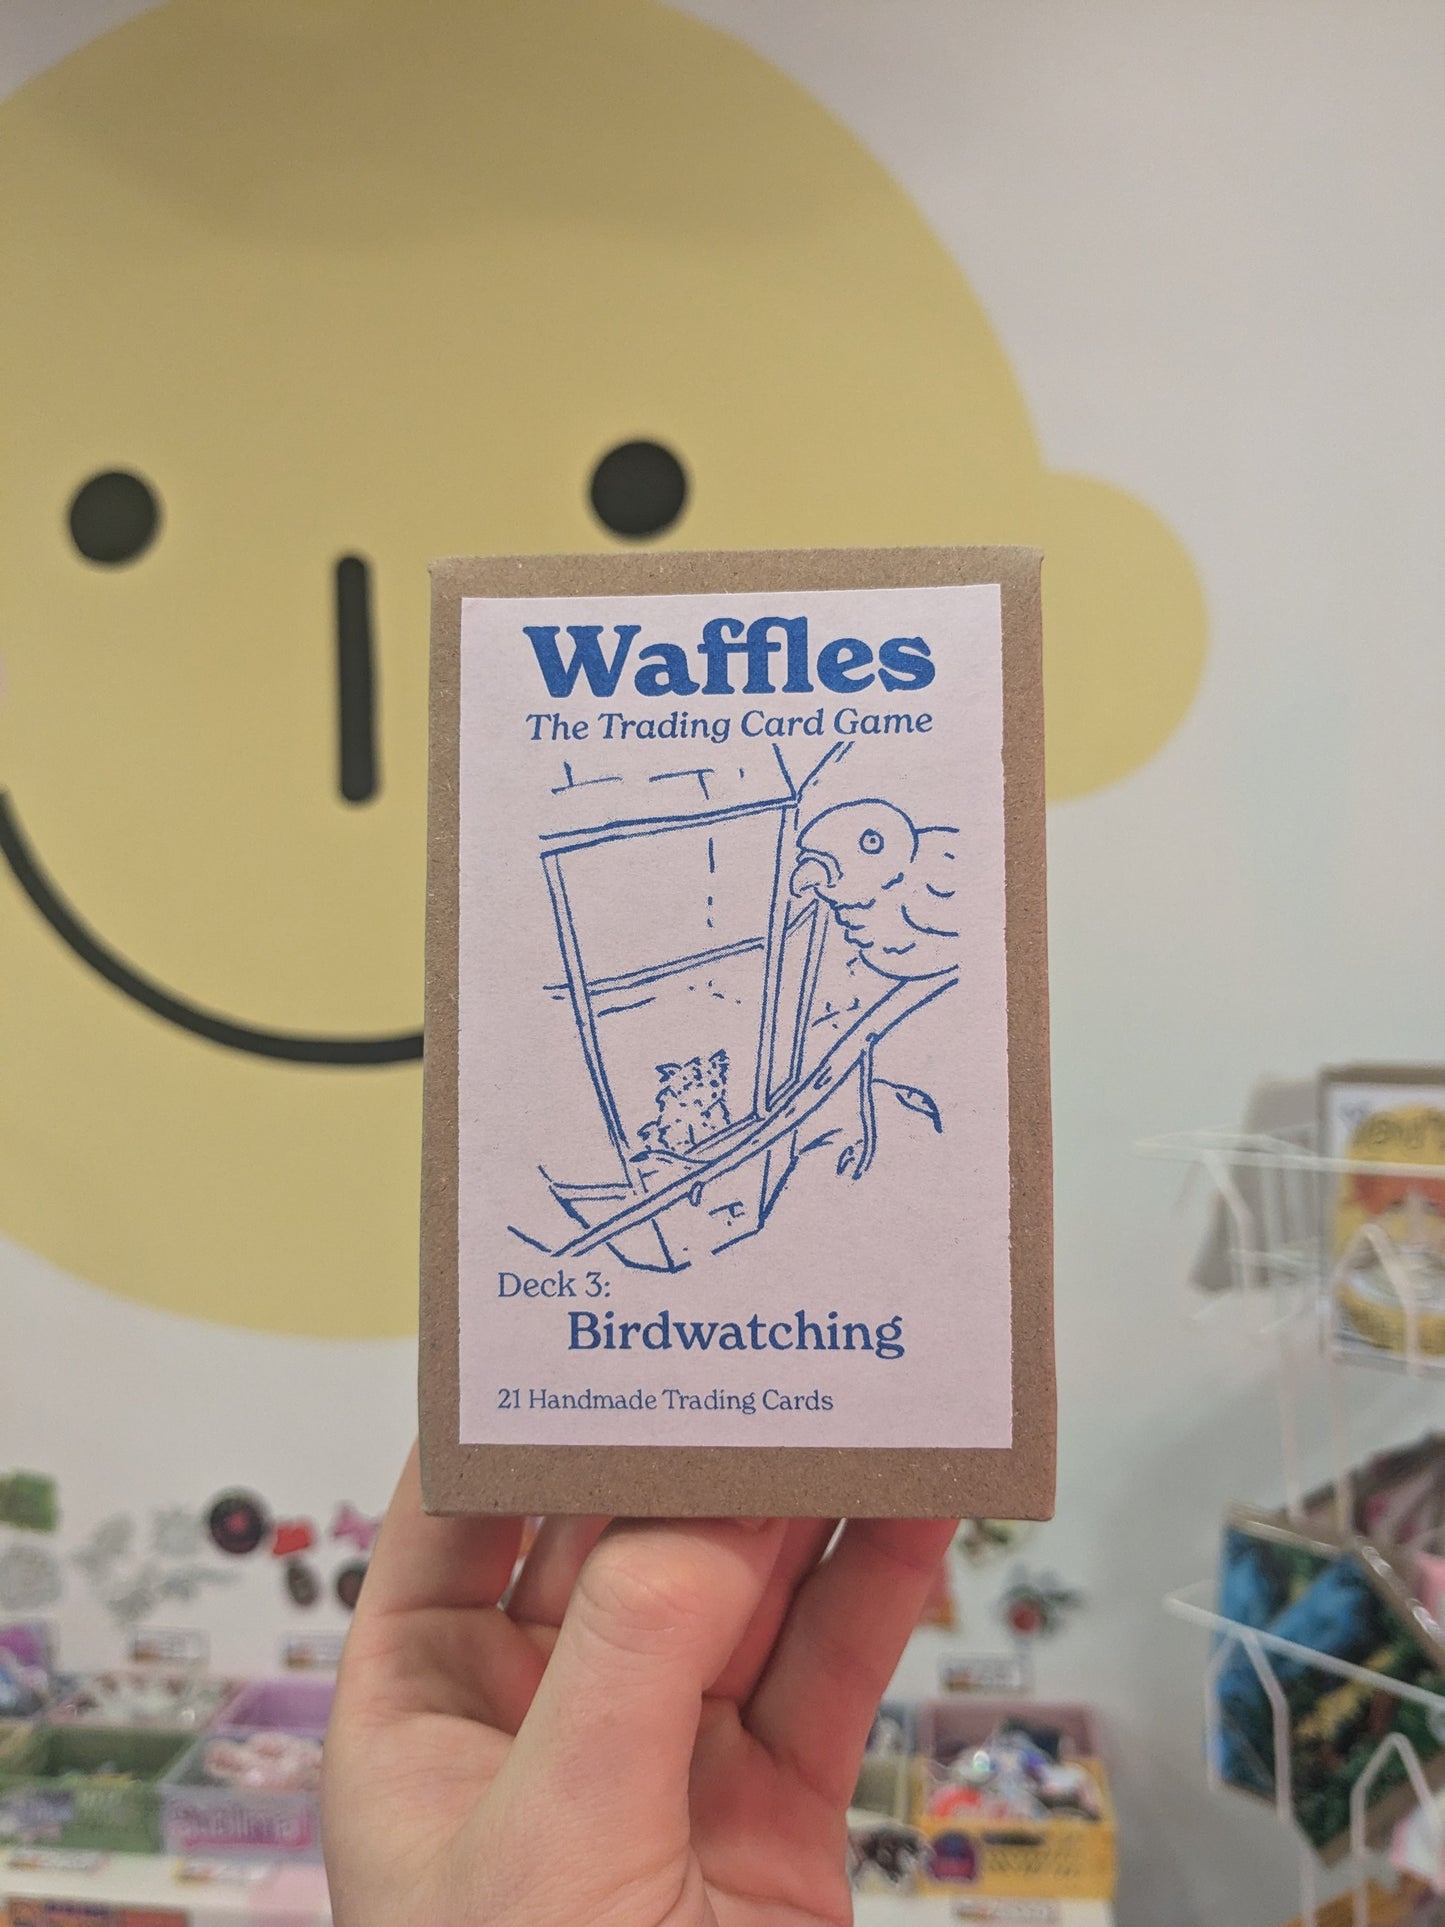 Waffles
The Trading Card Game
Deck 3:
Birdwatching
21 Handmade Trading Cards